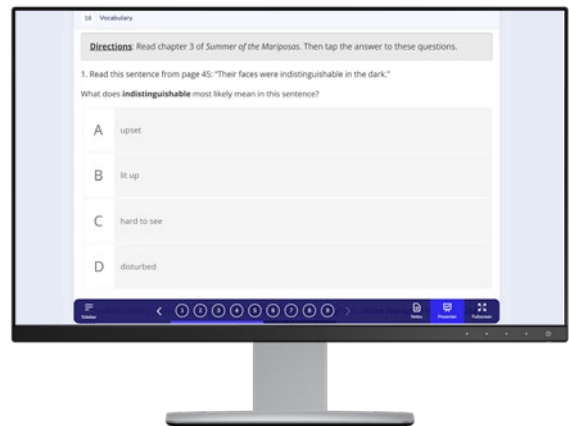 16 Vocabulary
Directions: Read chapter 3 of Summer of the Mariposas. Then tap the answer to these questions.
1. Read this sentence from page 45: "Their faces were indistinguishable in the dark."
What does indistinguishable most likely mean in this sentence?
A upset
B lit up
C hard to see
D disturbed
Sidebar < 1 2 3 4 5 6 7 8 9 > Notes Presenter Fullscreen